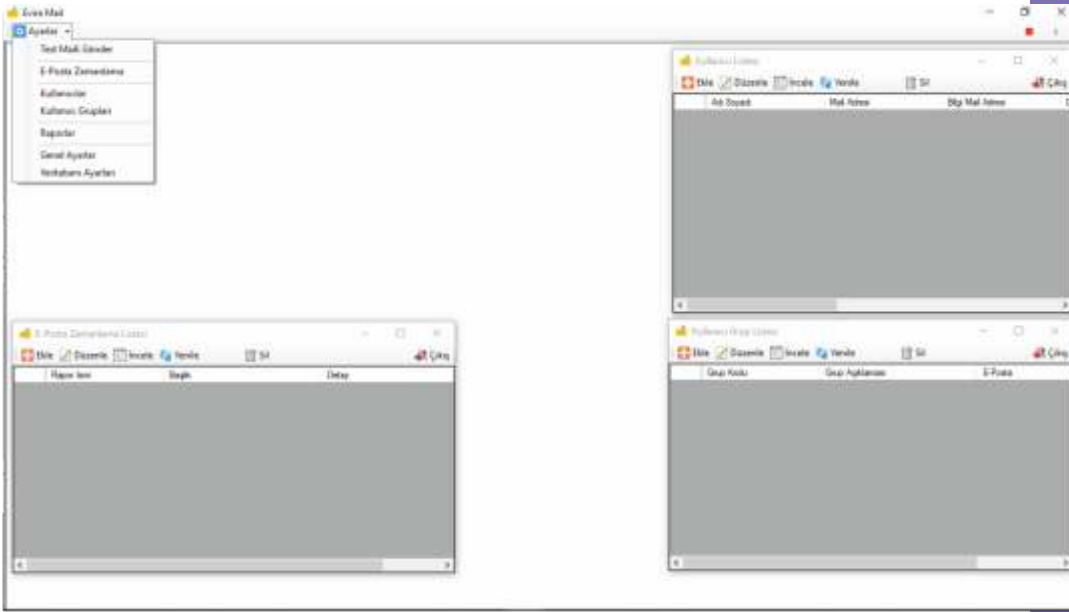 Evira Mail
Ayarlar
Test Maili Gönder
E-Posta Zamanlama
Kullanıcılar
Kullanıcı Grupları
Raporlar
Genel Ayarlar
Veritabanı Ayarları
Kullanıcı Listesi
Ekle Düzenle İncele Yenile Sil Çıkış
Adı Soyadı Mail Adresi Bilgi Mail Adresi
E-Posta Zamanlama Listesi
Ekle Düzenle İncele Yenile Sil Çıkış
Rapor İsmi Başlık Detay
Kullanıcı Grup Listesi
Ekle Düzenle İncele Yenile Sil Çıkış
Grup Kodu Grup Açıklaması E-Posta